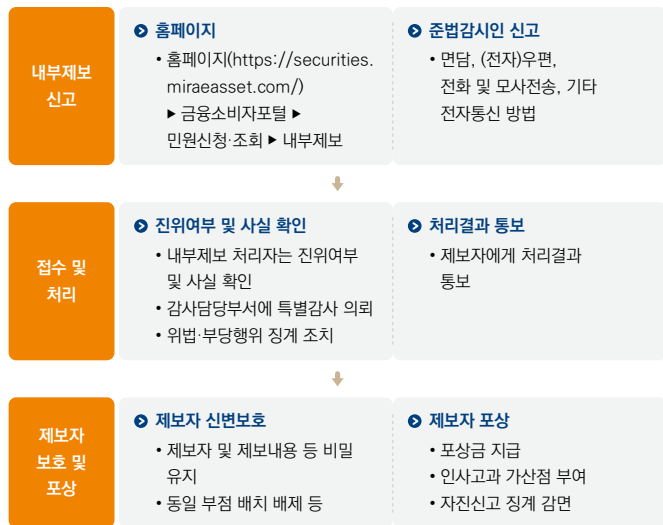 내부제보
신고
홈페이지
• 홈페이지(https://securities.
miraeasset.com/)
▶ 금융소비자포털 ▶
민원신청·조회 ▶ 내부제보
준법감시인 신고
• 면담, (전자)우편,
전화 및 모사전송, 기타
전자통신 방법
접수 및
처리
진위여부 및 사실 확인
• 내부제보 처리자는 진위여부
및 사실 확인
• 감사담당부서에 특별감사 의뢰
• 위법·부당행위 징계 조치
처리결과 통보
• 제보자에게 처리결과
통보
제보자
보호 및
포상
제보자 신변보호
• 제보자 및 제보내용 등 비밀
유지
• 동일 부점 배치 배제 등
제보자 포상
• 포상금 지급
• 인사고과 가산점 부여
• 자진신고 징계 감면